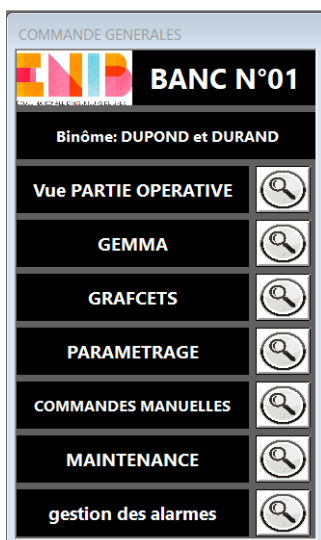 COMMANDE GENERALES
ENIB
BANC N°01
Binôme: DUPOND et DURAND
Vue PARTIE OPERATIVE
GEMMA
GRAFCETS
PARAMETRAGE
COMMANDES MANUELLES
MAINTENANCE
gestion des alarmes